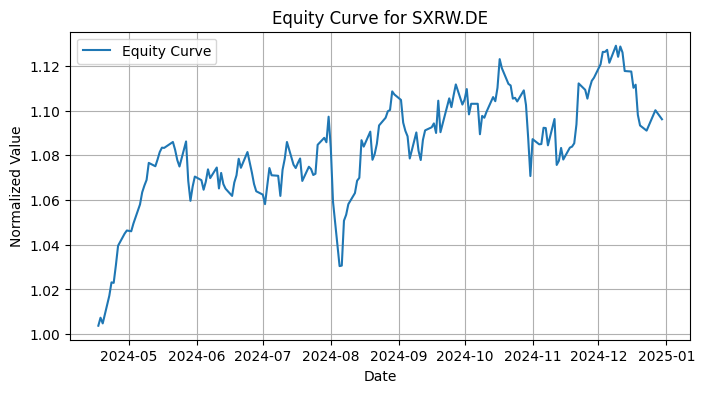 Equity Curve for SXRW.DE
Equity Curve
Normalized Value
1.12
1.10
1.08
1.06
1.04
1.02
1.00
2024-05 2024-06 2024-07 2024-08 2024-09 2024-10 2024-11 2024-12 2025-01
Date